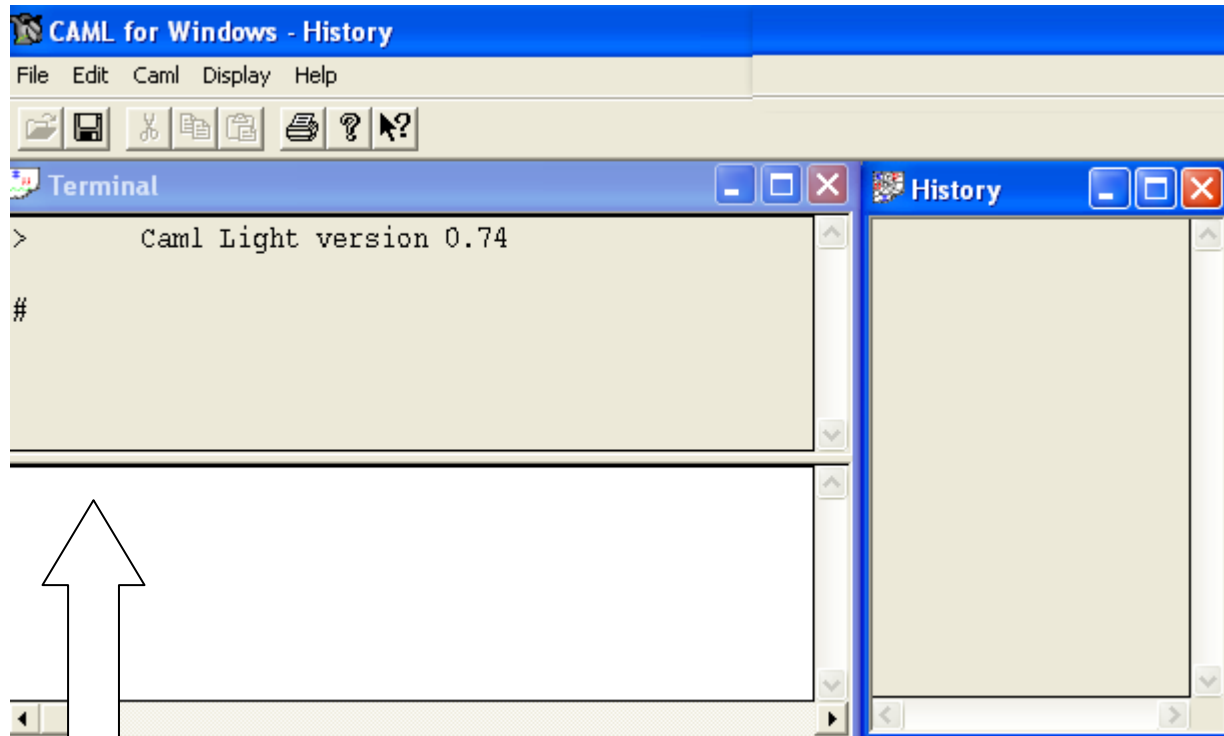 CAML for Windows - History
File Edit Caml Display Help
Terminal
History
> Caml Light version 0.74
#